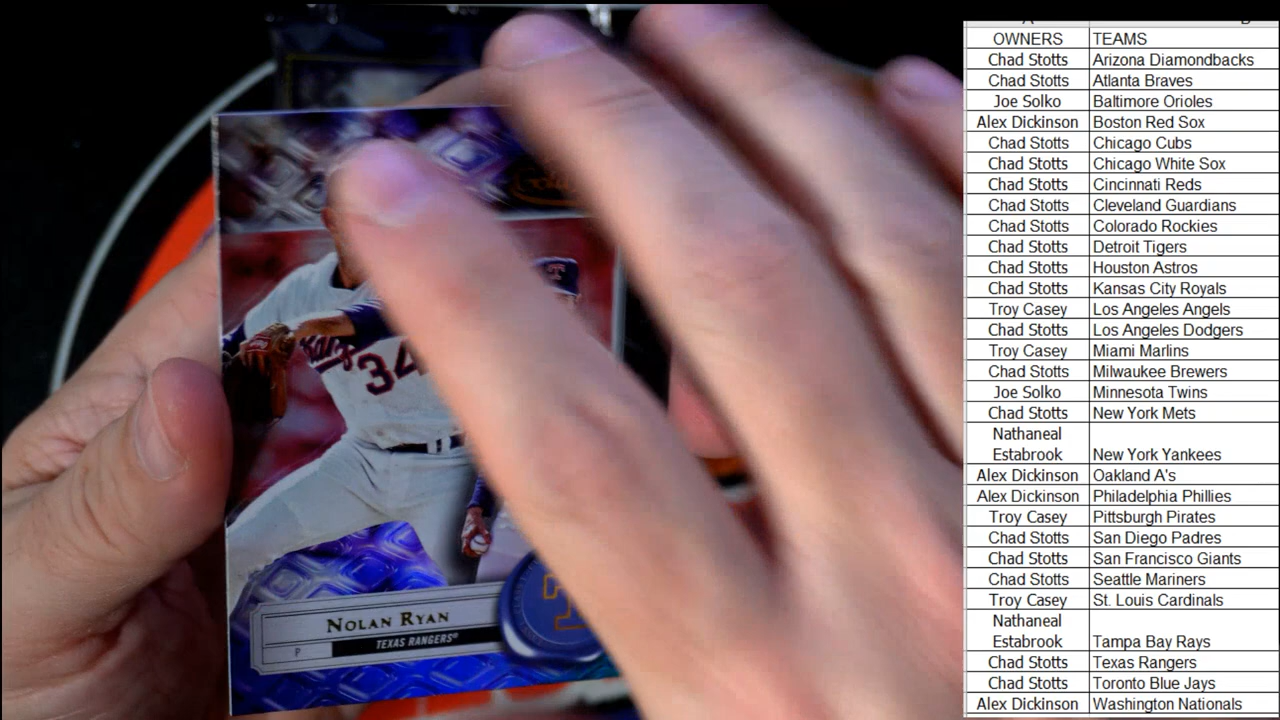 OWNERS TEAMS
Chad Stotts Arizona Diamondbacks
Chad Stotts Atlanta Braves
Joe Solko Baltimore Orioles
Alex Dickinson Boston Red Sox
Chad Stotts Chicago Cubs
Chad Stotts Chicago White Sox
Chad Stotts Cincinnati Reds
Chad Stotts Cleveland Guardians
Chad Stotts Colorado Rockies
Chad Stotts Detroit Tigers
Chad Stotts Houston Astros
Chad Stotts Kansas City Royals
Troy Casey Los Angeles Angels
Chad Stotts Los Angeles Dodgers
Troy Casey Miami Marlins
Chad Stotts Milwaukee Brewers
Joe Solko Minnesota Twins
Chad Stotts New York Mets
Nathaneal
Estabrook New York Yankees
Alex Dickinson Oakland A's
Alex Dickinson Philadelphia Phillies
Troy Casey Pittsburgh Pirates
Chad Stotts San Diego Padres
Chad Stotts San Francisco Giants
Chad Stotts Seattle Mariners
Troy Casey St. Louis Cardinals
Nathaneal
Estabrook Tampa Bay Rays
Chad Stotts Texas Rangers
Chad Stotts Toronto Blue Jays
Alex Dickinson Washington Nationals
34
T
NOLAN RYAN
P TEXAS RANGERS®
T